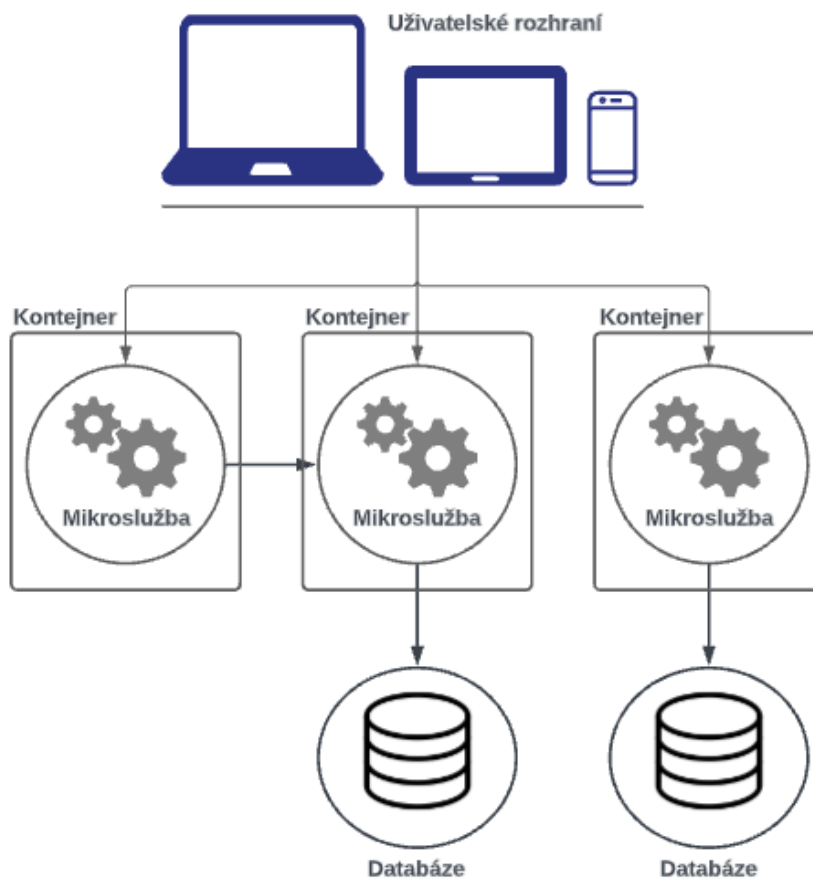 Uživatelské rozhraní
Kontejner
Kontejner
Kontejner
Mikroslužba
Mikroslužba
Mikroslužba
Databáze
Databáze